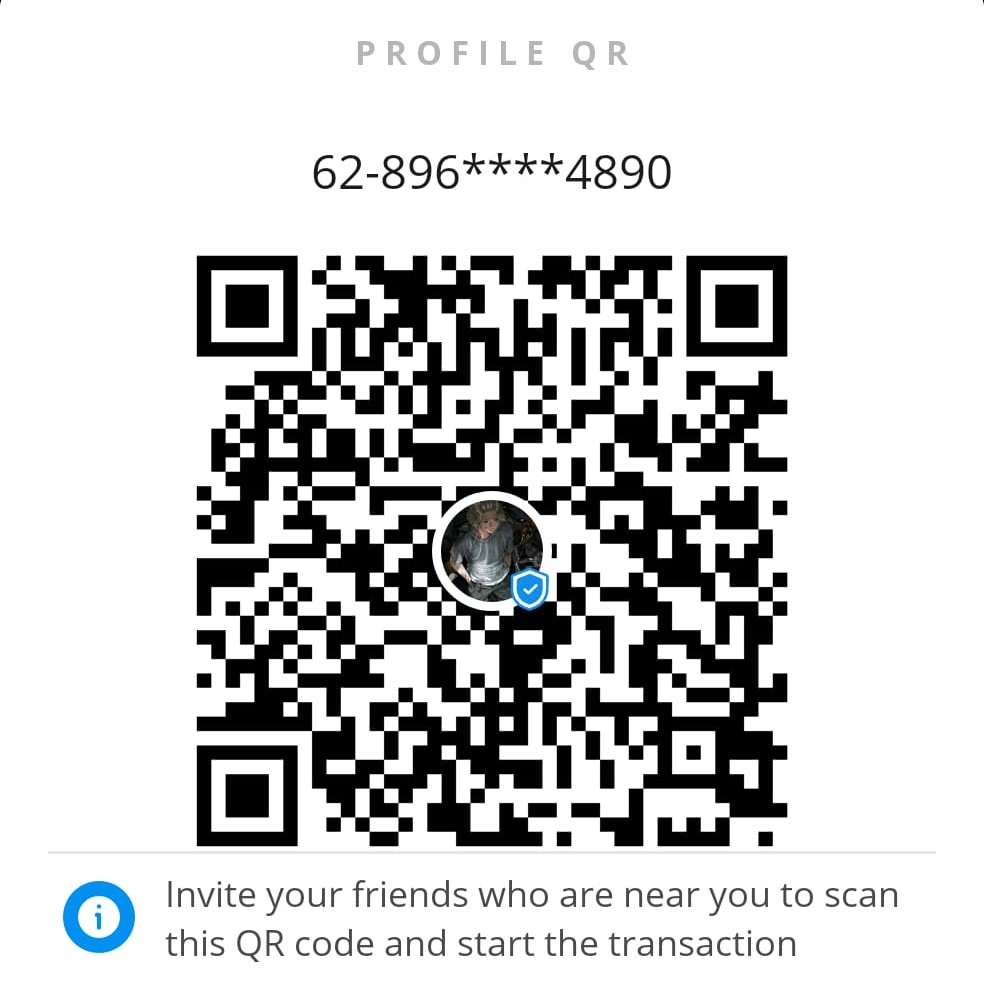 PROFILE QR
62-896****4890
Invite your friends who are near you to scan
this QR code and start the transaction